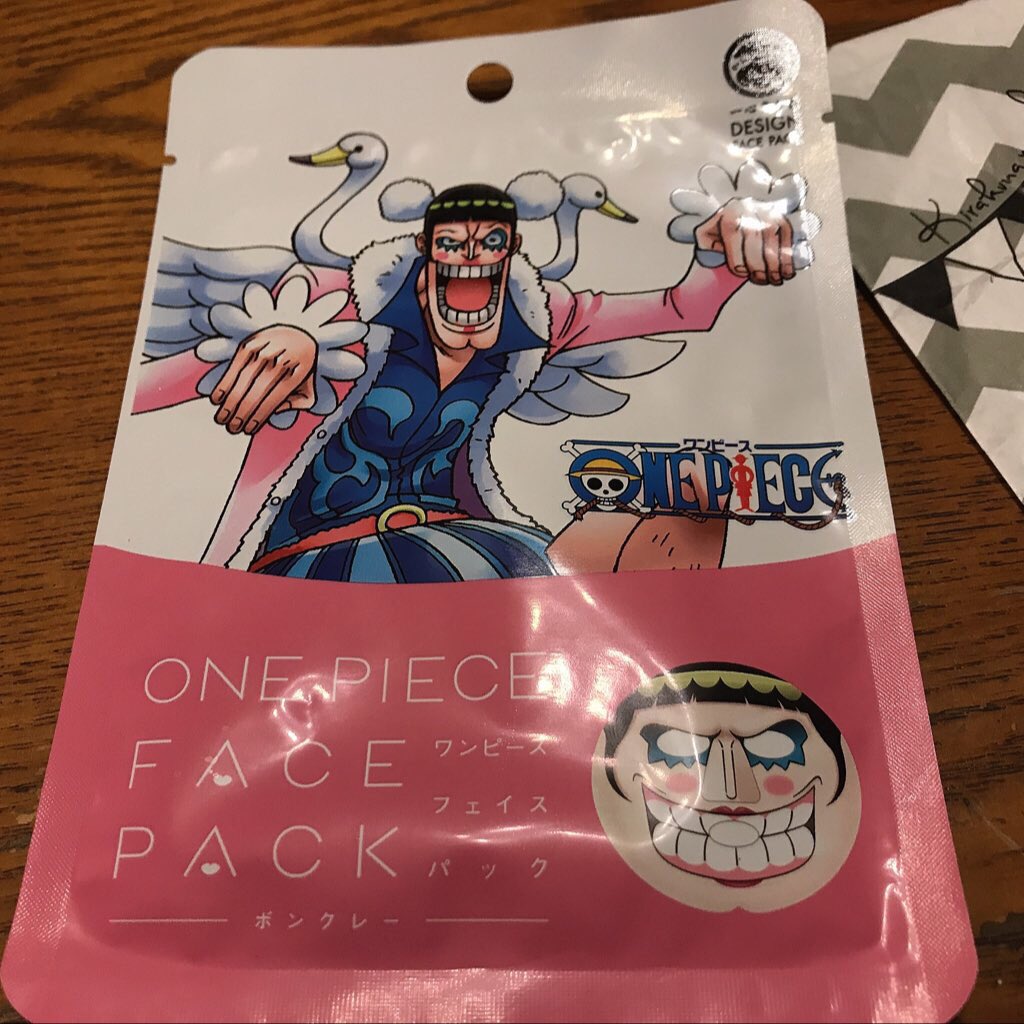 DESIGN
FACE PACK
ワンピース
ONE PIECE
ONE PIECE
FACE
ワンピース
フェイス
PACK
パック
ボンクレー